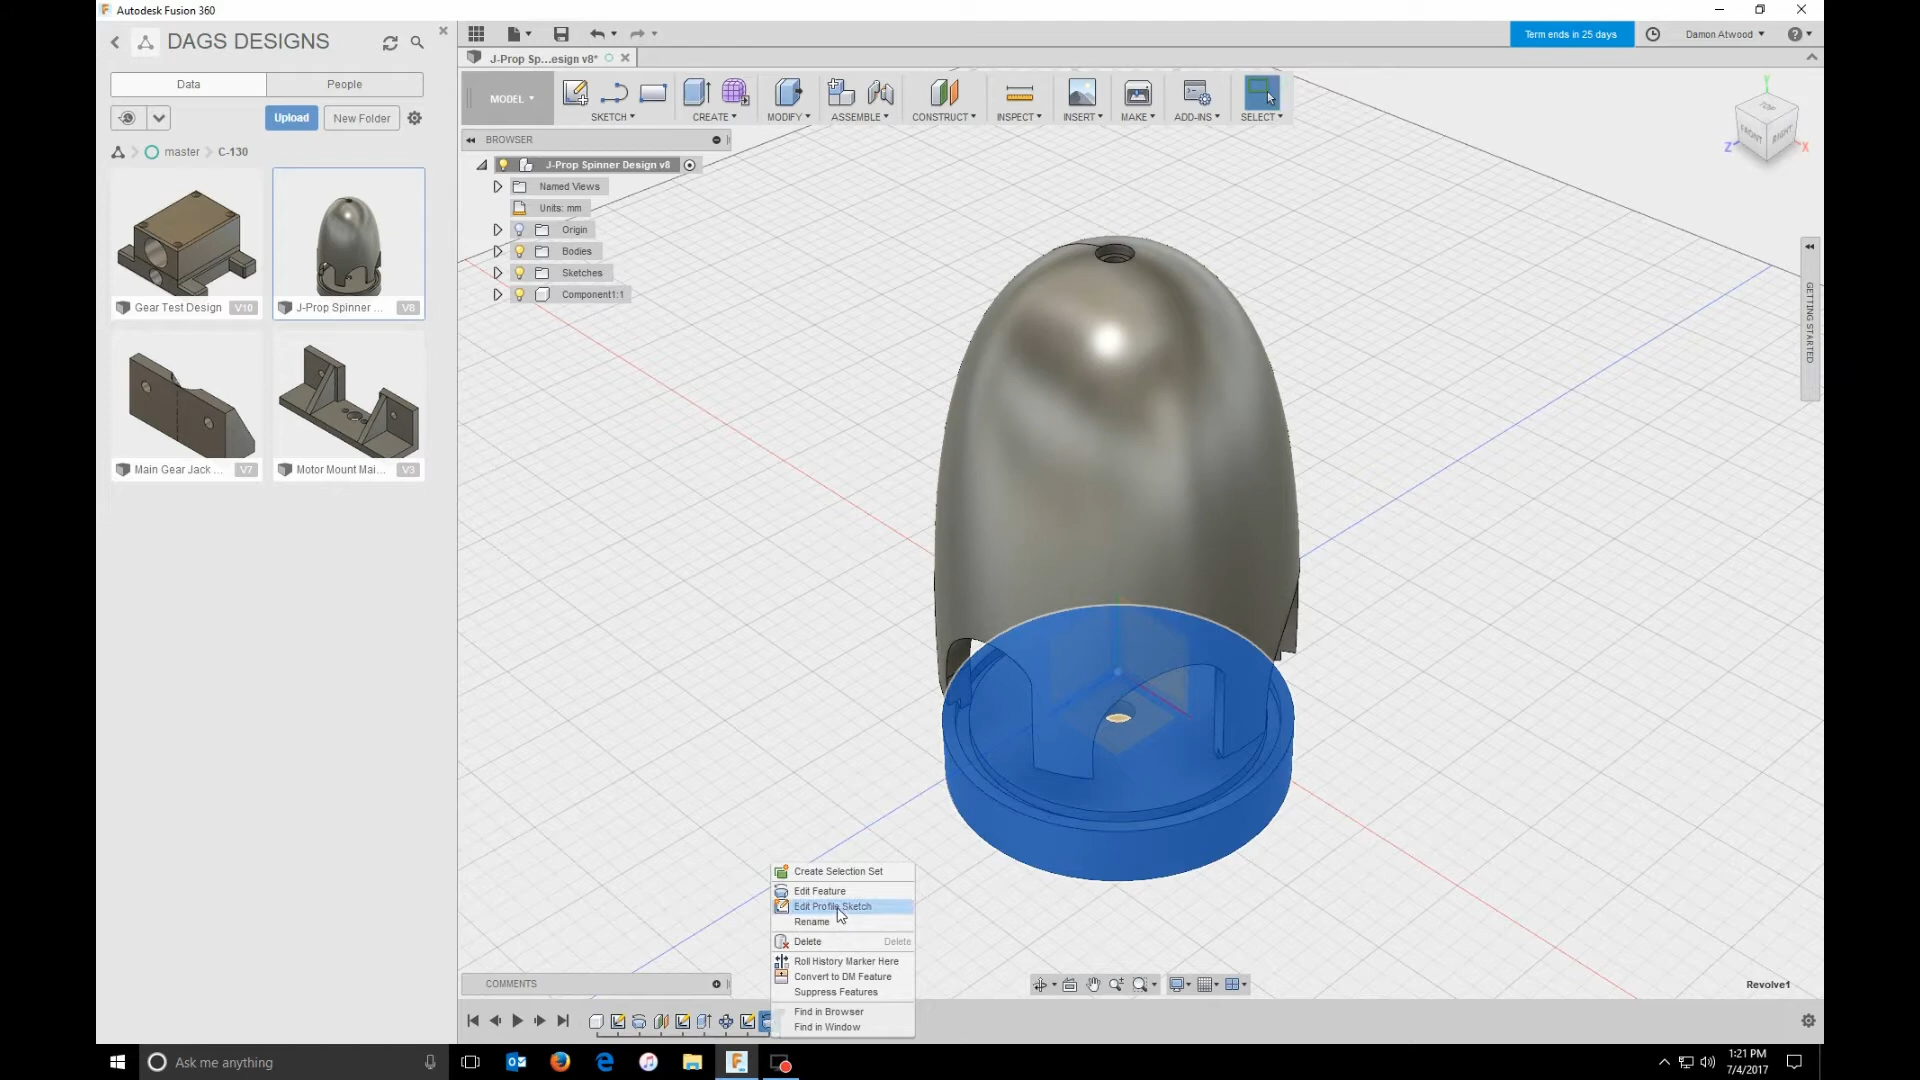 Autodesk Fusion 360
DAGS DESIGNS
Data
People
Upload
New Folder
master
C-130
Gear Test Design
V10
J-Prop Spinner ...
V8
Main Gear Jack ...
V7
Motor Mount Mai...
V3
Term ends in 25 days
Damon Atwood
J-Prop Sp...esign v8*
MODEL
SKETCH
CREATE
MODIFY
ASSEMBLE
CONSTRUCT
INSPECT
INSERT
MAKE
ADD-INS
SELECT
BROWSER
J-Prop Spinner Design v8
Named Views
Units: mm
Origin
Bodies
Sketches
Component1:1
TOP
FRONT
RIGHT
Y
Z
X
GETTING STARTED
Create Selection Set
Edit Feature
Edit Profile Sketch
Rename
Delete
Delete
Roll History Marker Here
Convert to DM Feature
Suppress Features
Find in Browser
Find in Window
COMMENTS
Revolve1
Ask me anything
1:21 PM
7/4/2017